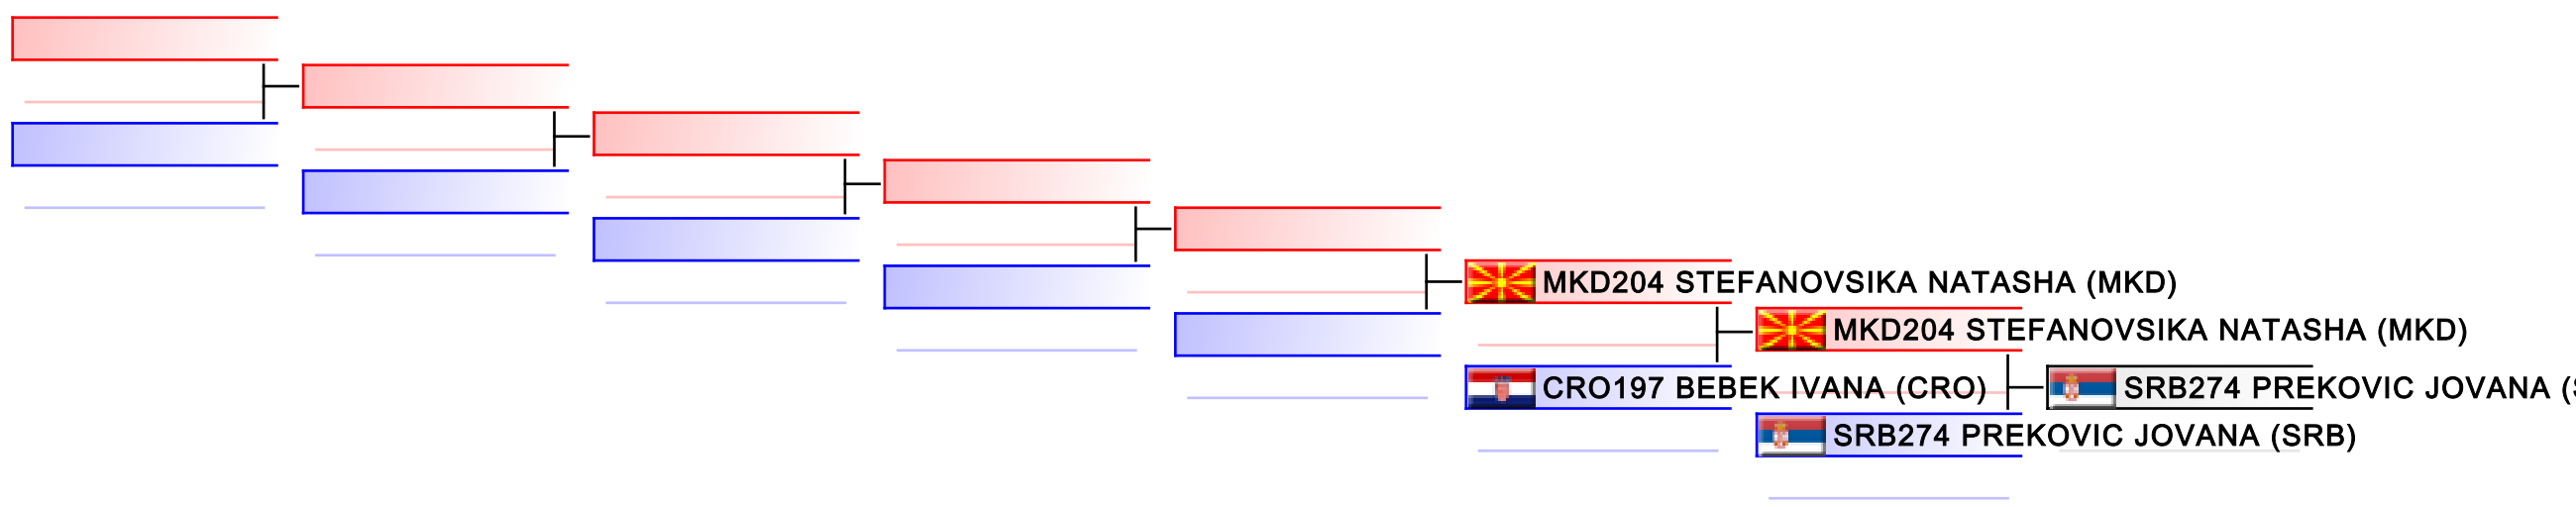 MKD204 STEFANOVSIKA NATASHA (MKD)
MKD204 STEFANOVSIKA NATASHA (MKD)
CRO197 BEBEK IVANA (CRO)
SRB274 PREKOVIC JOVANA (
SRB274 PREKOVIC JOVANA (SRB)